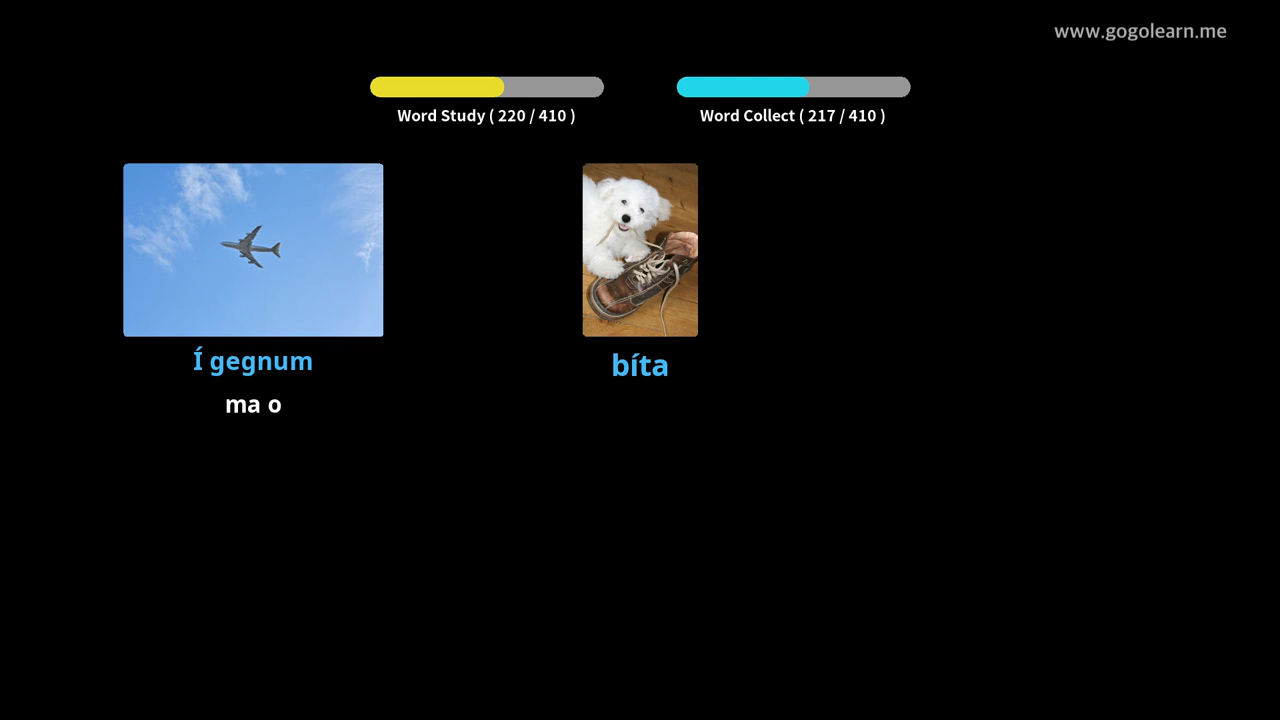 www.gogolearn.me
Word Study ( 220 / 410 )
Word Collect ( 217 / 410 )
Í gegnum
ma o
bíta